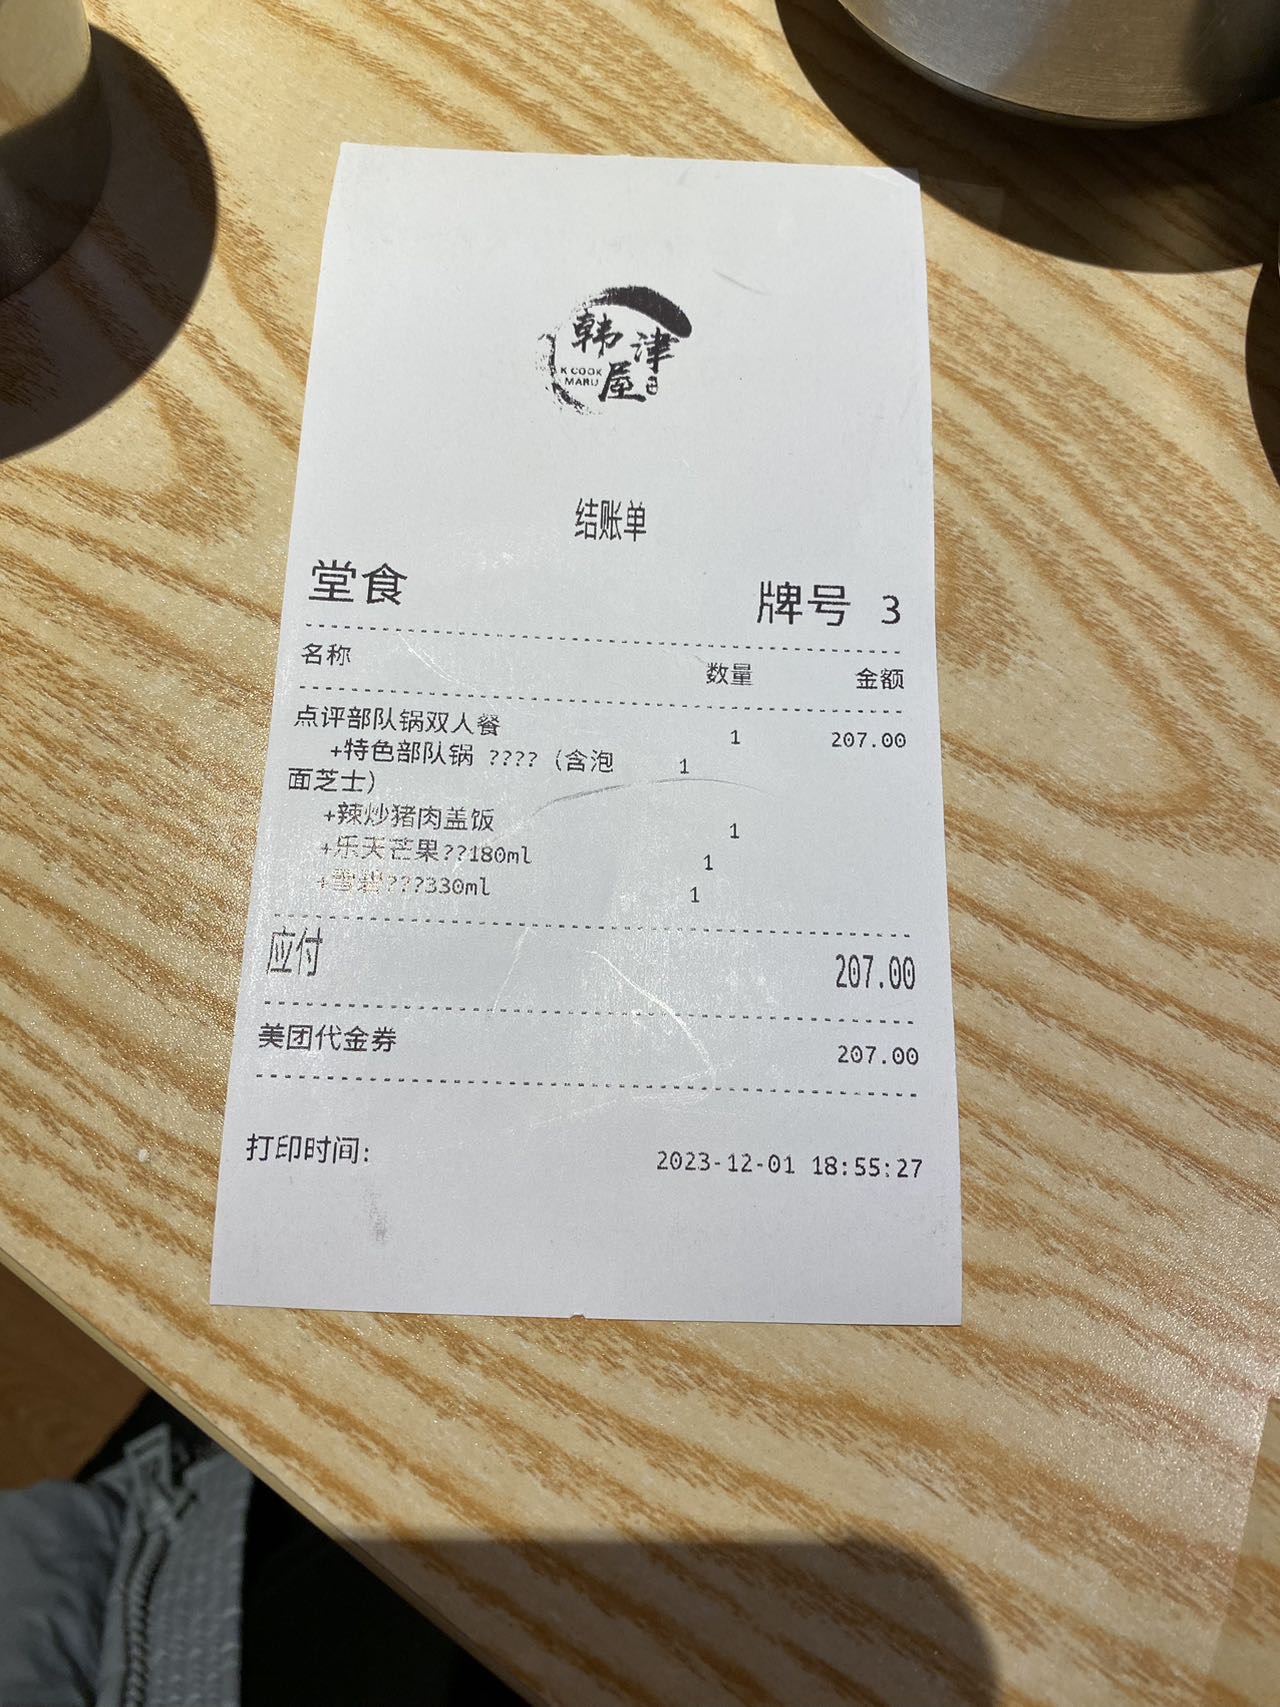 韩津屋
K COOK
MARU
结账单
堂食 牌号 3
名称 数量 金额
点评部队锅双人餐 1 207.00
+特色部队锅 ???? (含泡 1
面芝士)
+辣炒猪肉盖饭 1
+乐天芒果??180ml 1
+雪碧???330ml 1
应付 207.00
美团代金券 207.00
打印时间: 2023-12-01 18:55:27